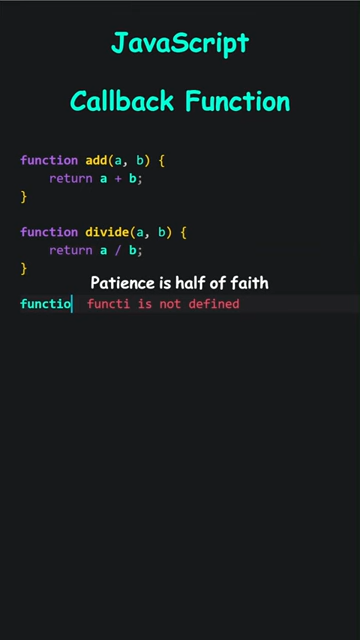 JavaScript
Callback Function
function add(a, b) {
    return a + b;
}
function divide(a, b) {
    return a / b;
}
Patience is half of faith
functio functi is not defined